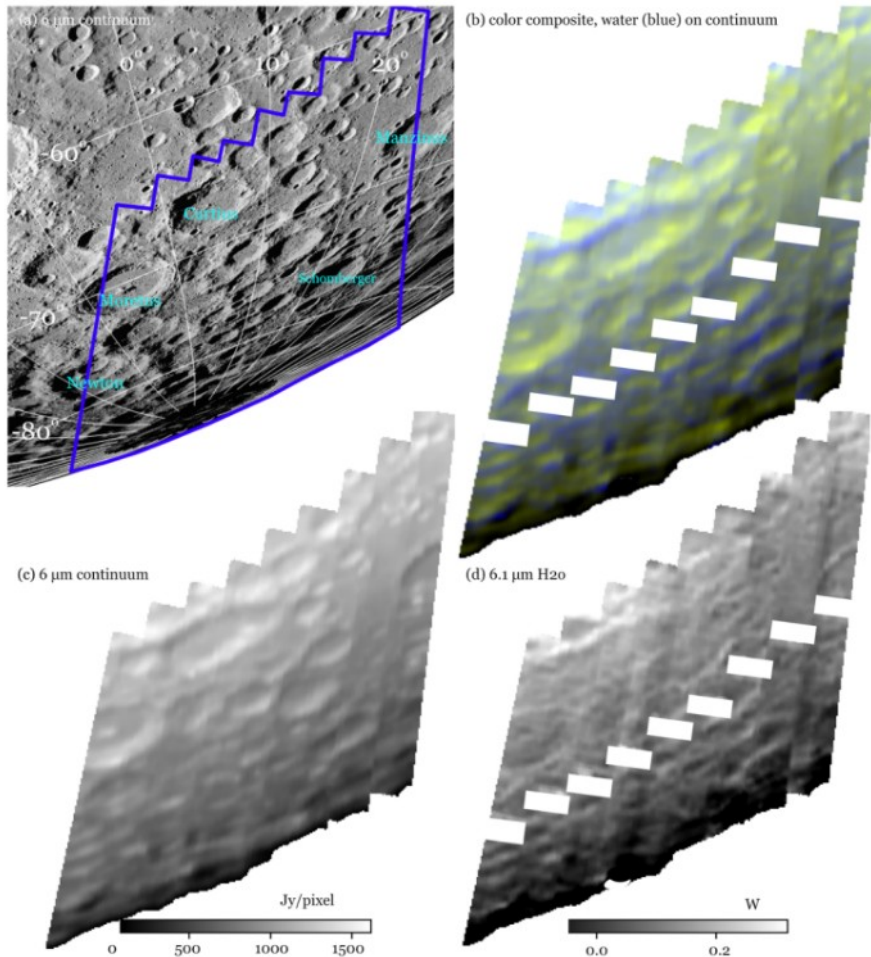 (a) 6 µm continuum
(b) color composite, water (blue) on continuum
0°
10°
20°
-60°
Manzinus
Curtius
Schomberger
Moretus
-70°
Newton
-80°
(c) 6 µm continuum
(d) 6.1 µm H2o
Jy/pixel
0
500
1000
1500
W
0.0
0.2